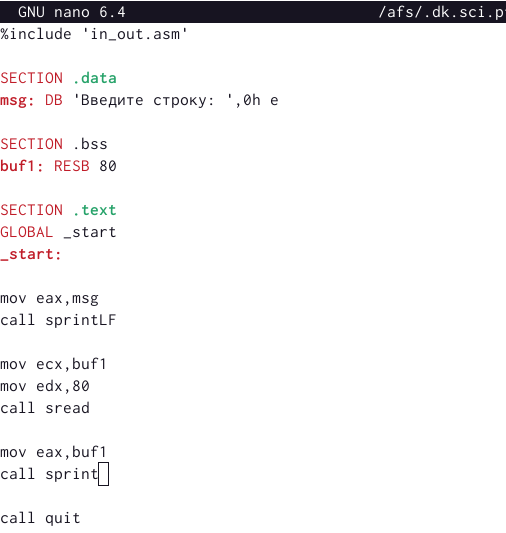 GNU nano 6.4 /afs/.dk.sci.p
%include 'in_out.asm'
SECTION .data
msg: DB 'Введите строку: ',0h е
SECTION .bss
buf1: RESB 80
SECTION .text
GLOBAL _start
_start:
mov eax,msg
call sprintLF
mov ecx,buf1
mov edx,80
call sread
mov eax,buf1
call sprint
call quit